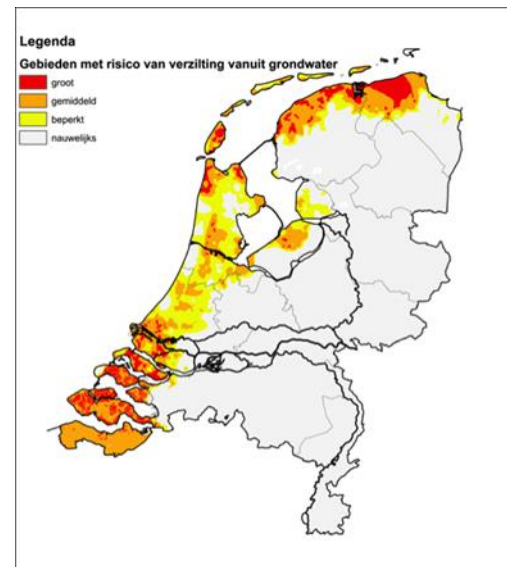 Legenda
Gebieden met risico van verzilting vanuit grondwater
groot
gemiddeld
beperkt
nauwelijks